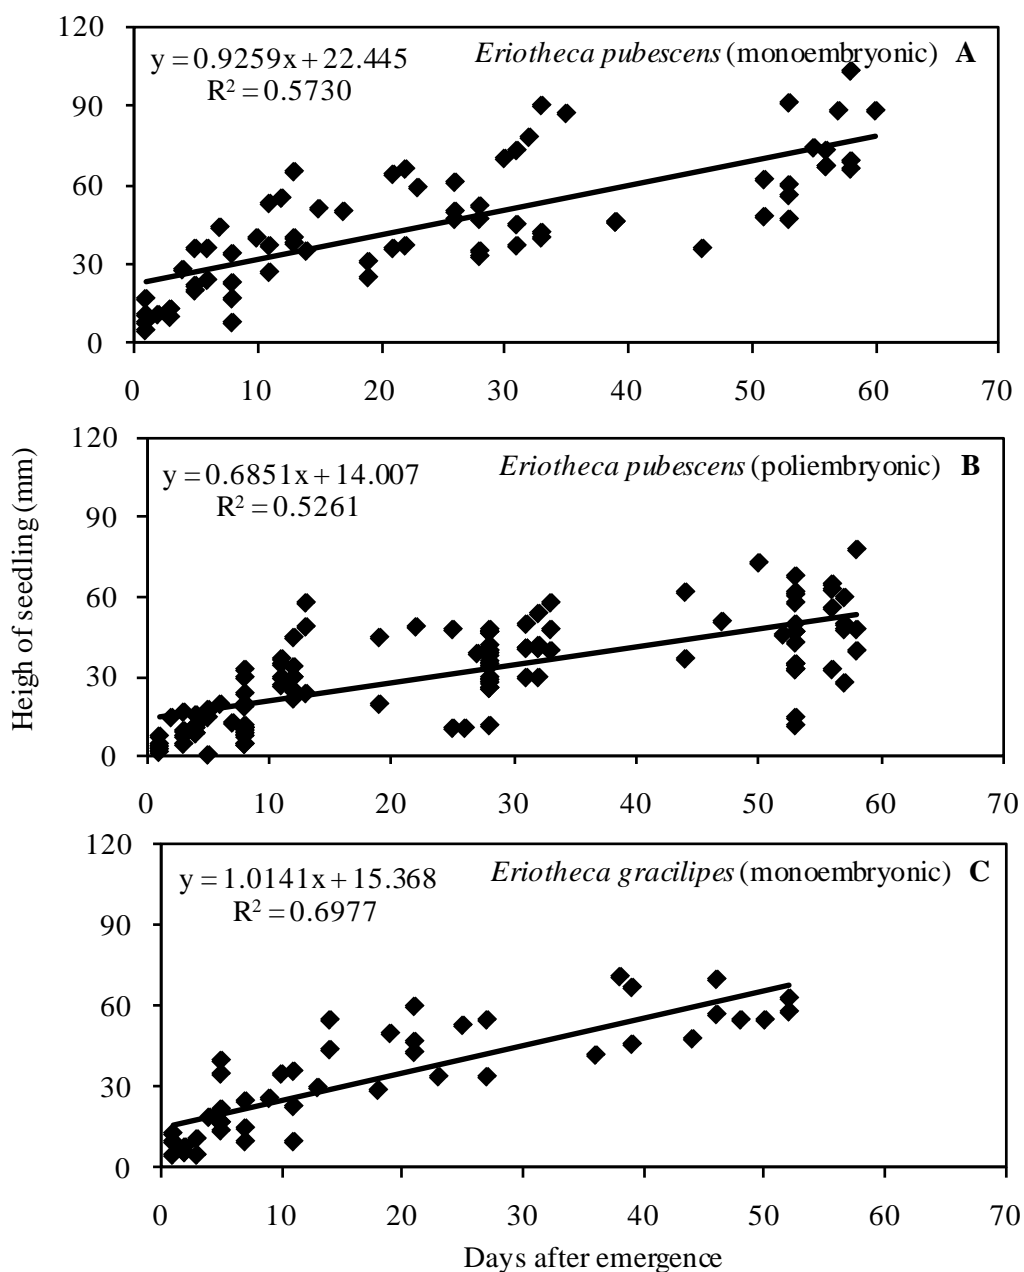 120
y = 0.9259x + 22.445
Eriotheca pubescens (monoembryonic) A
R² = 0.5730
90
60
30
0
0 10 20 30 40 50 60 70
120
y = 0.6851x + 14.007
Eriotheca pubescens (poliembryonic) B
R² = 0.5261
90
60
30
0
0 10 20 30 40 50 60 70
Heigh of seedling (mm)
120
y = 1.0141x + 15.368
Eriotheca gracilipes (monoembryonic) C
R² = 0.6977
90
60
30
0
0 10 20 30 40 50 60 70
Days after emergence